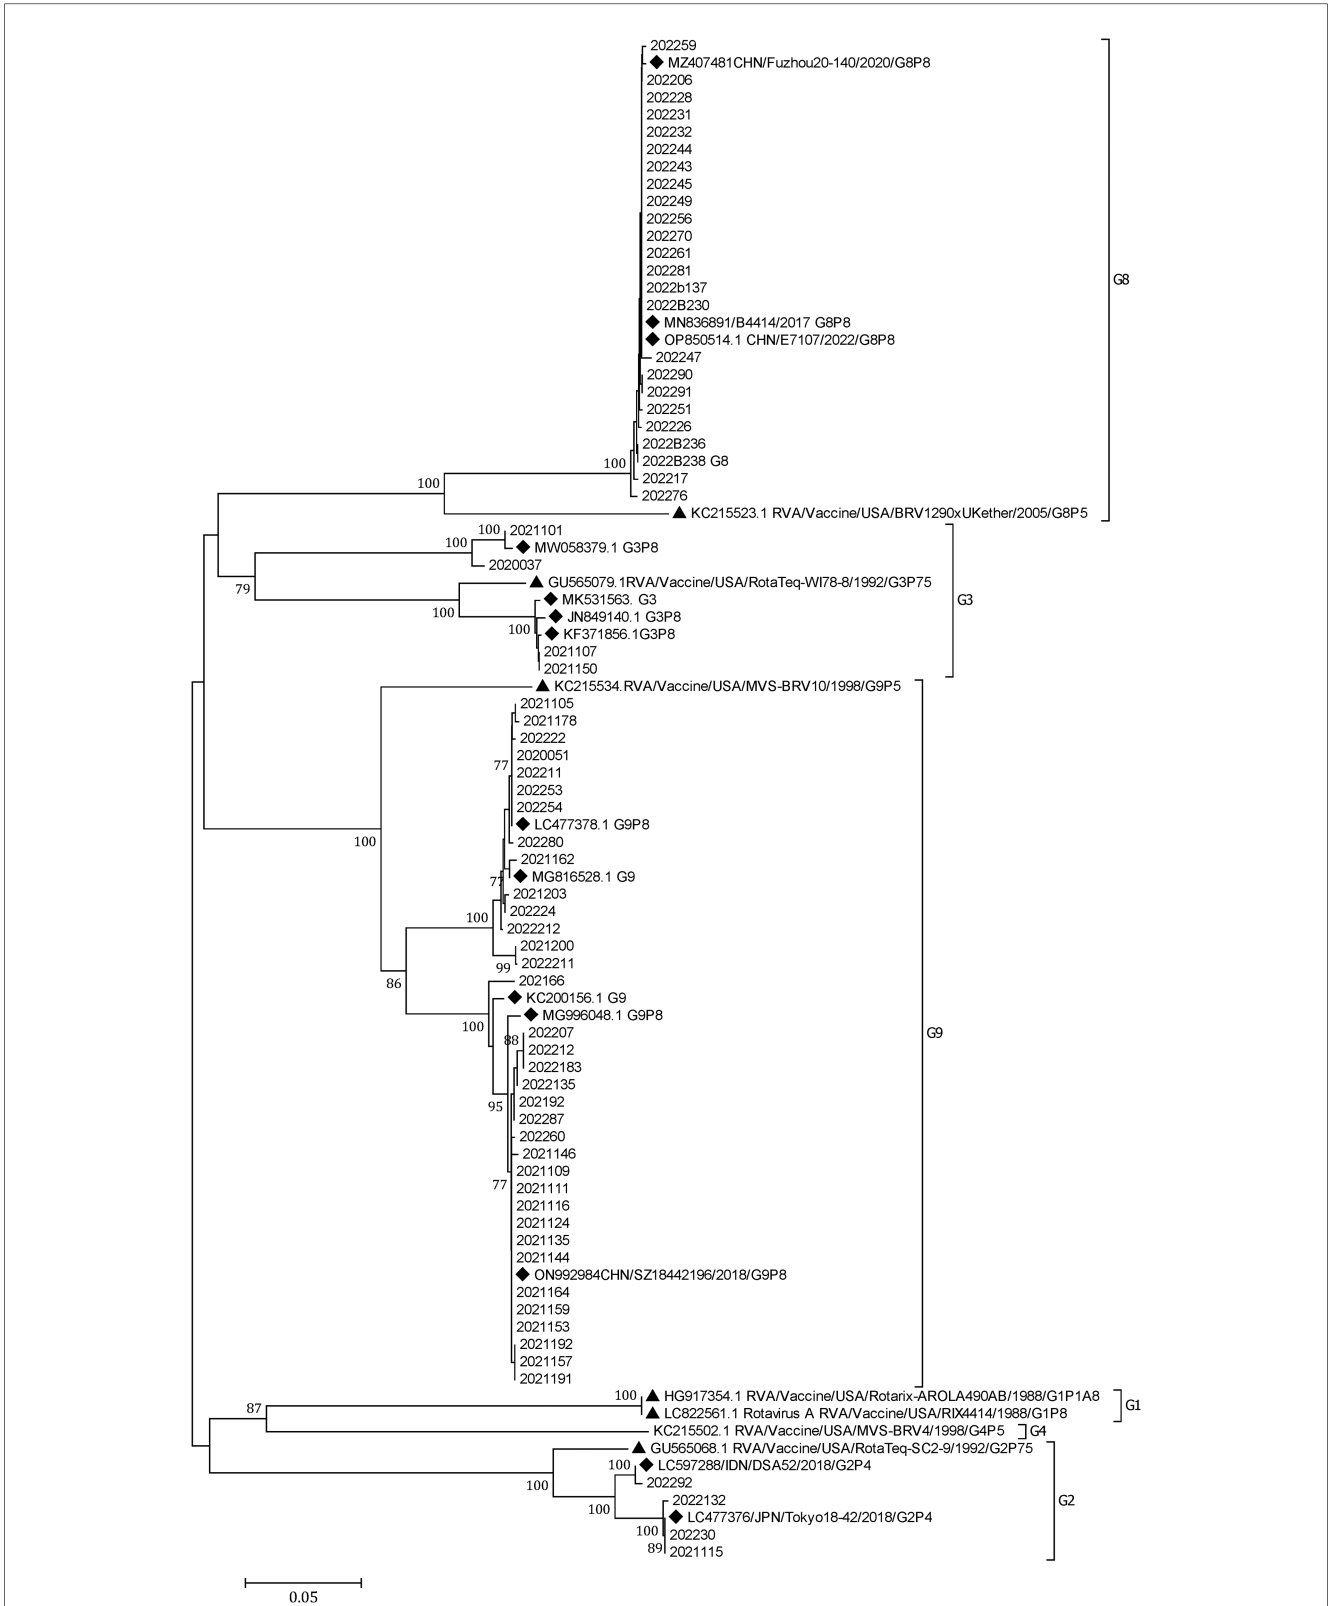 202259
MZ407481CHN/Fuzhou20-140/2020/G8P8
202206
202228
202231
202232
202244
202243
202245
202249
202256
202270
202261
202281
2022b137
2022B230
MN836891/B4414/2017 G8P8
OP850514.1 CHN/E7107/2022/G8P8
202247
202290
202291
202251
202226
2022B236
2022B238 G8
202217
202276
KC215523.1 RVA/Vaccine/USA/BRV1290xUKether/2005/G8P5
100
100
G8
2021101
MW058379.1 G3P8
2020037
GU565079.1RVA/Vaccine/USA/RotaTeq-WI78-8/1992/G3P75
MK531563. G3
JN849140.1 G3P8
KF371856.1G3P8
2021107
2021150
100
100
79
100
100
G3
KC215534.RVA/Vaccine/USA/MVS-BRV10/1998/G9P5
2021105
2021178
202222
2020051
202211
202253
202254
LC477378.1 G9P8
202280
2021162
MG816528.1 G9
2021203
202224
2022212
2021200
2022211
202166
KC200156.1 G9
MG996048.1 G9P8
202207
202212
2022183
2022135
202192
202287
202260
2021146
2021109
2021111
2021116
2021124
2021135
2021144
ON992984CHN/SZ18442196/2018/G9P8
2021164
2021159
2021153
2021192
2021157
2021191
77
100
77
100
99
86
100
88
95
77
G9
HG917354.1 RVA/Vaccine/USA/Rotarix-AROLA490AB/1988/G1P1A8
LC822561.1 Rotavirus A RVA/Vaccine/USA/RIX4414/1988/G1P8
100
87
G1
KC215502.1 RVA/Vaccine/USA/MVS-BRV4/1998/G4P5
G4
GU565068.1 RVA/Vaccine/USA/RotaTeq-SC2-9/1992/G2P75
LC597288/IDN/DSA52/2018/G2P4
202292
2022132
LC477376/JPN/Tokyo18-42/2018/G2P4
202230
2021115
100
100
100
100
89
G2
0.05